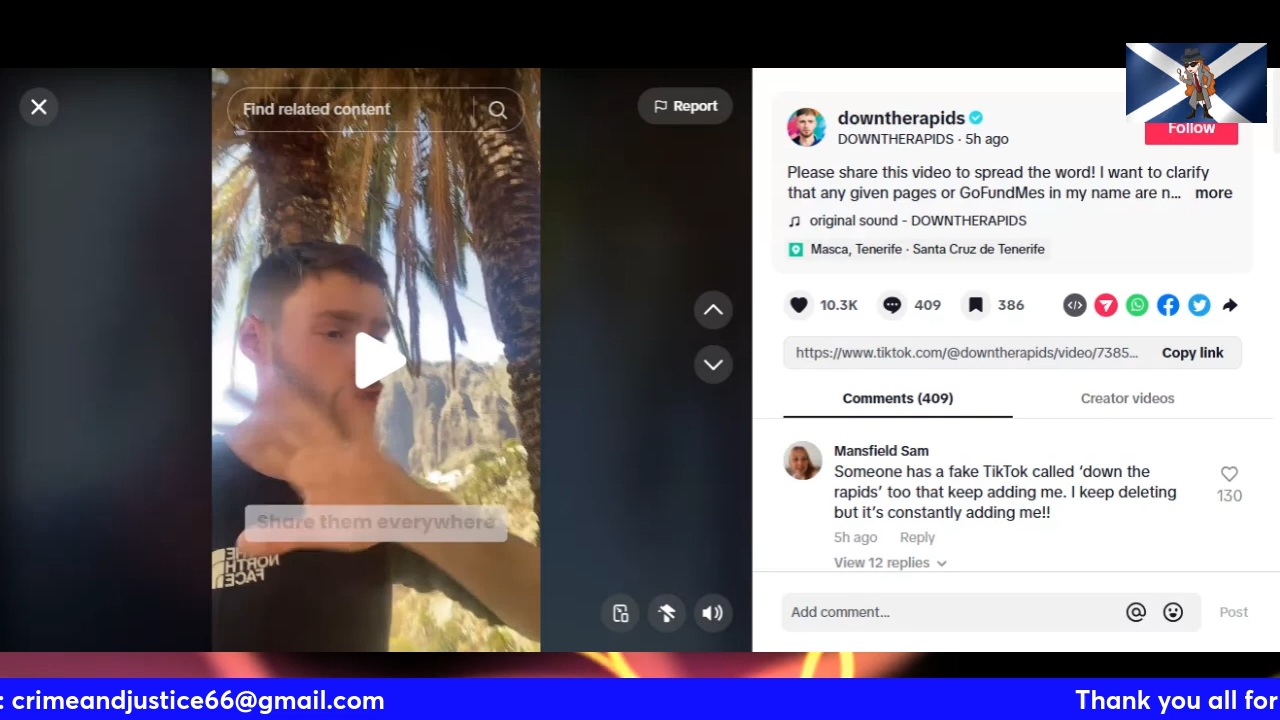 Find related content
Report
Share them everywhere
THE
NORTH
FACE
downtherapids
DOWNTHERAPIDS · 5h ago
Follow
Please share this video to spread the word! I want to clarify
that any given pages or GoFundMes in my name are n... more
original sound - DOWNTHERAPIDS
Masca, Tenerife · Santa Cruz de Tenerife
10.3K
409
386
https://www.tiktok.com/@downtherapids/video/7385...
Copy link
Comments (409)
Creator videos
Mansfield Sam
Someone has a fake TikTok called ‘down the
rapids’ too that keep adding me. I keep deleting
but it’s constantly adding me!!
130
5h ago Reply
View 12 replies
Add comment...
Post
: crimeandjustice66@gmail.com
Thank you all for